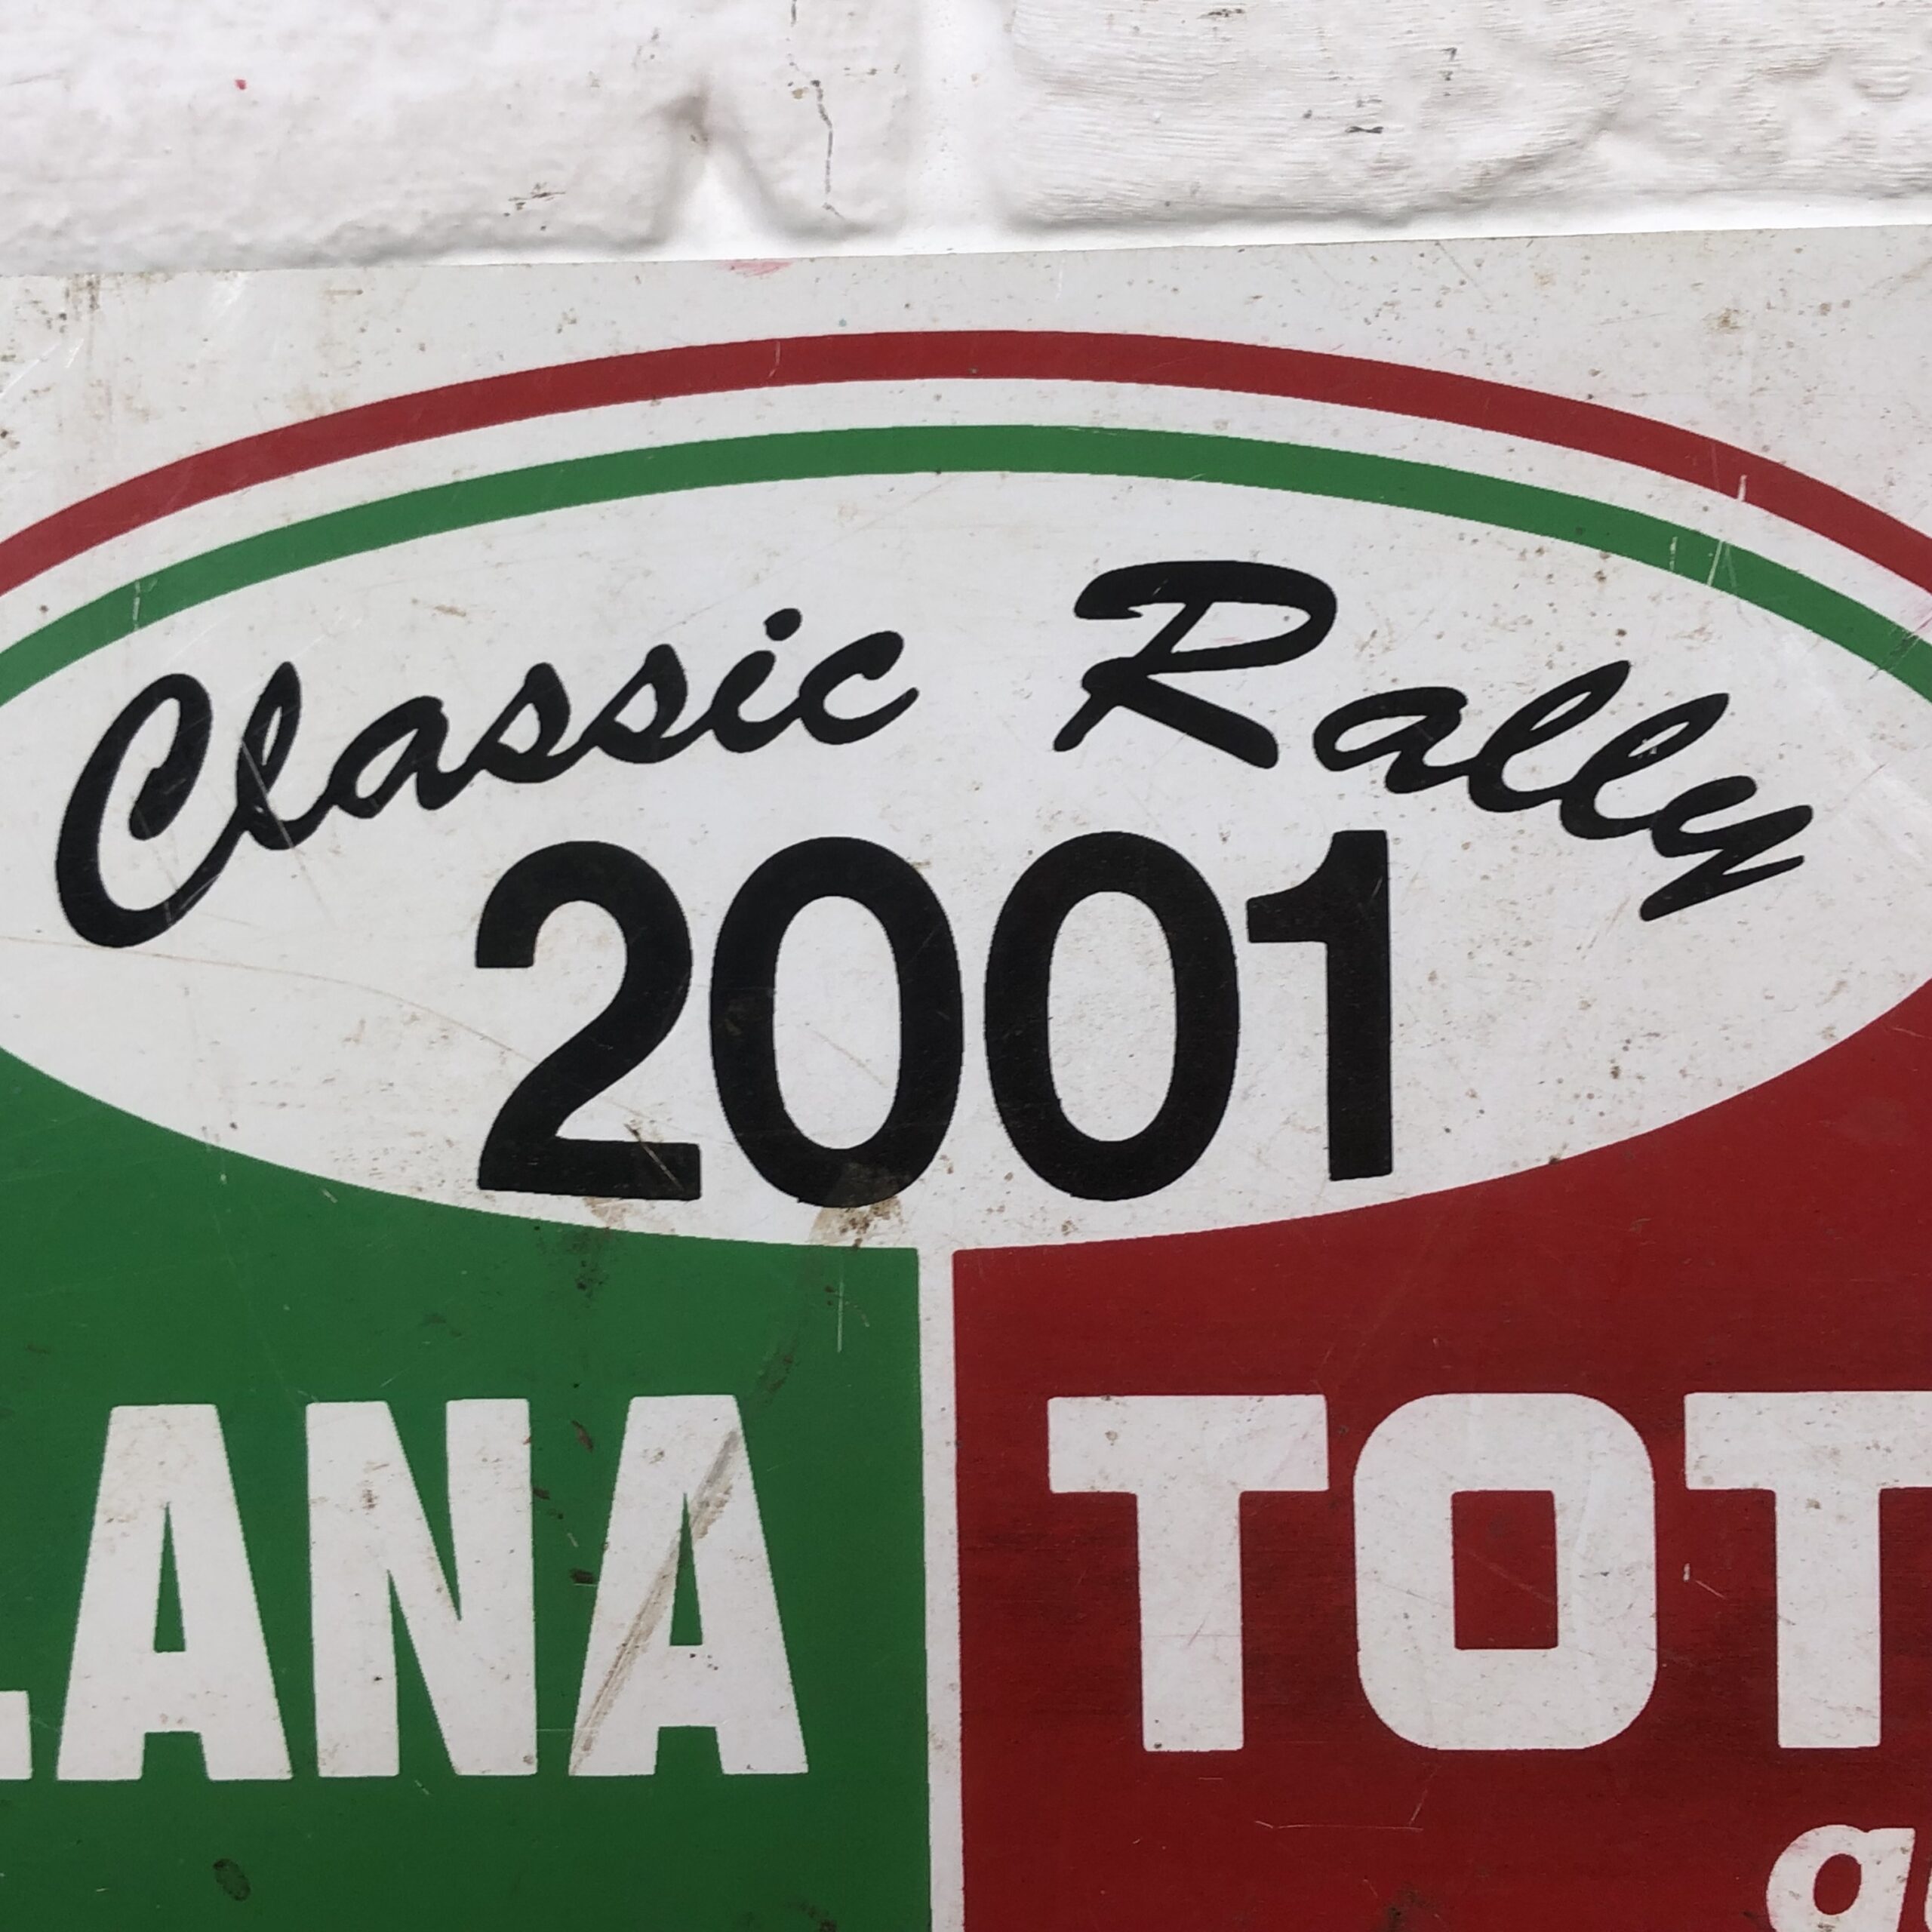 Classic Rally
2001
LANA TOT